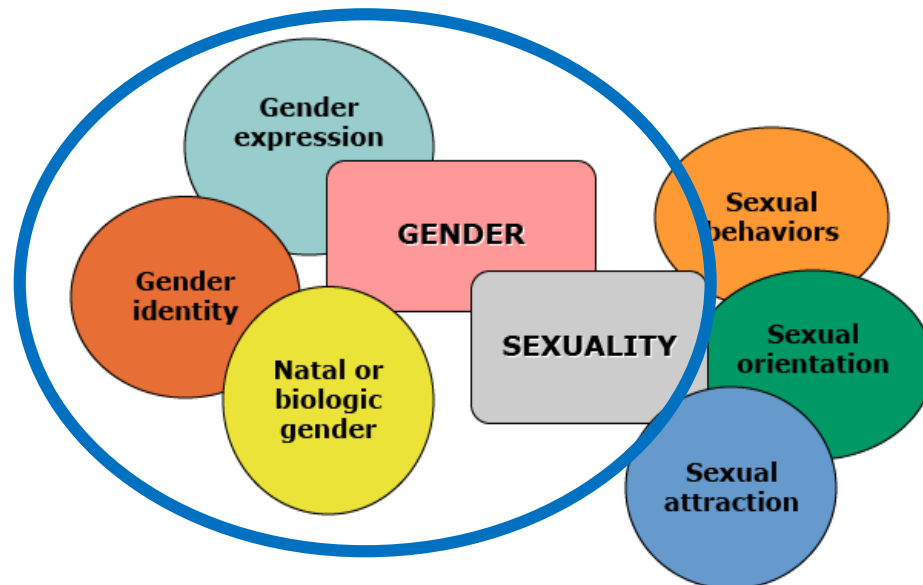 Gender
expression
GENDER
Gender
identity
Natal or
biologic
gender
SEXUALITY
Sexual
behaviors
Sexual
orientation
Sexual
attraction